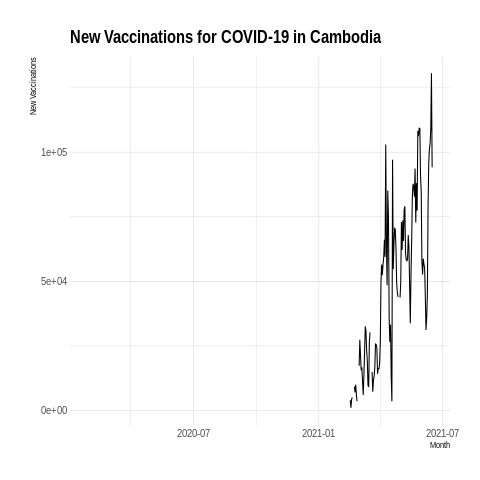 New Vaccinations for COVID-19 in Cambodia
New Vaccinations
1e+05
5e+04
0e+00
2020-07
2021-01
2021-07
Month